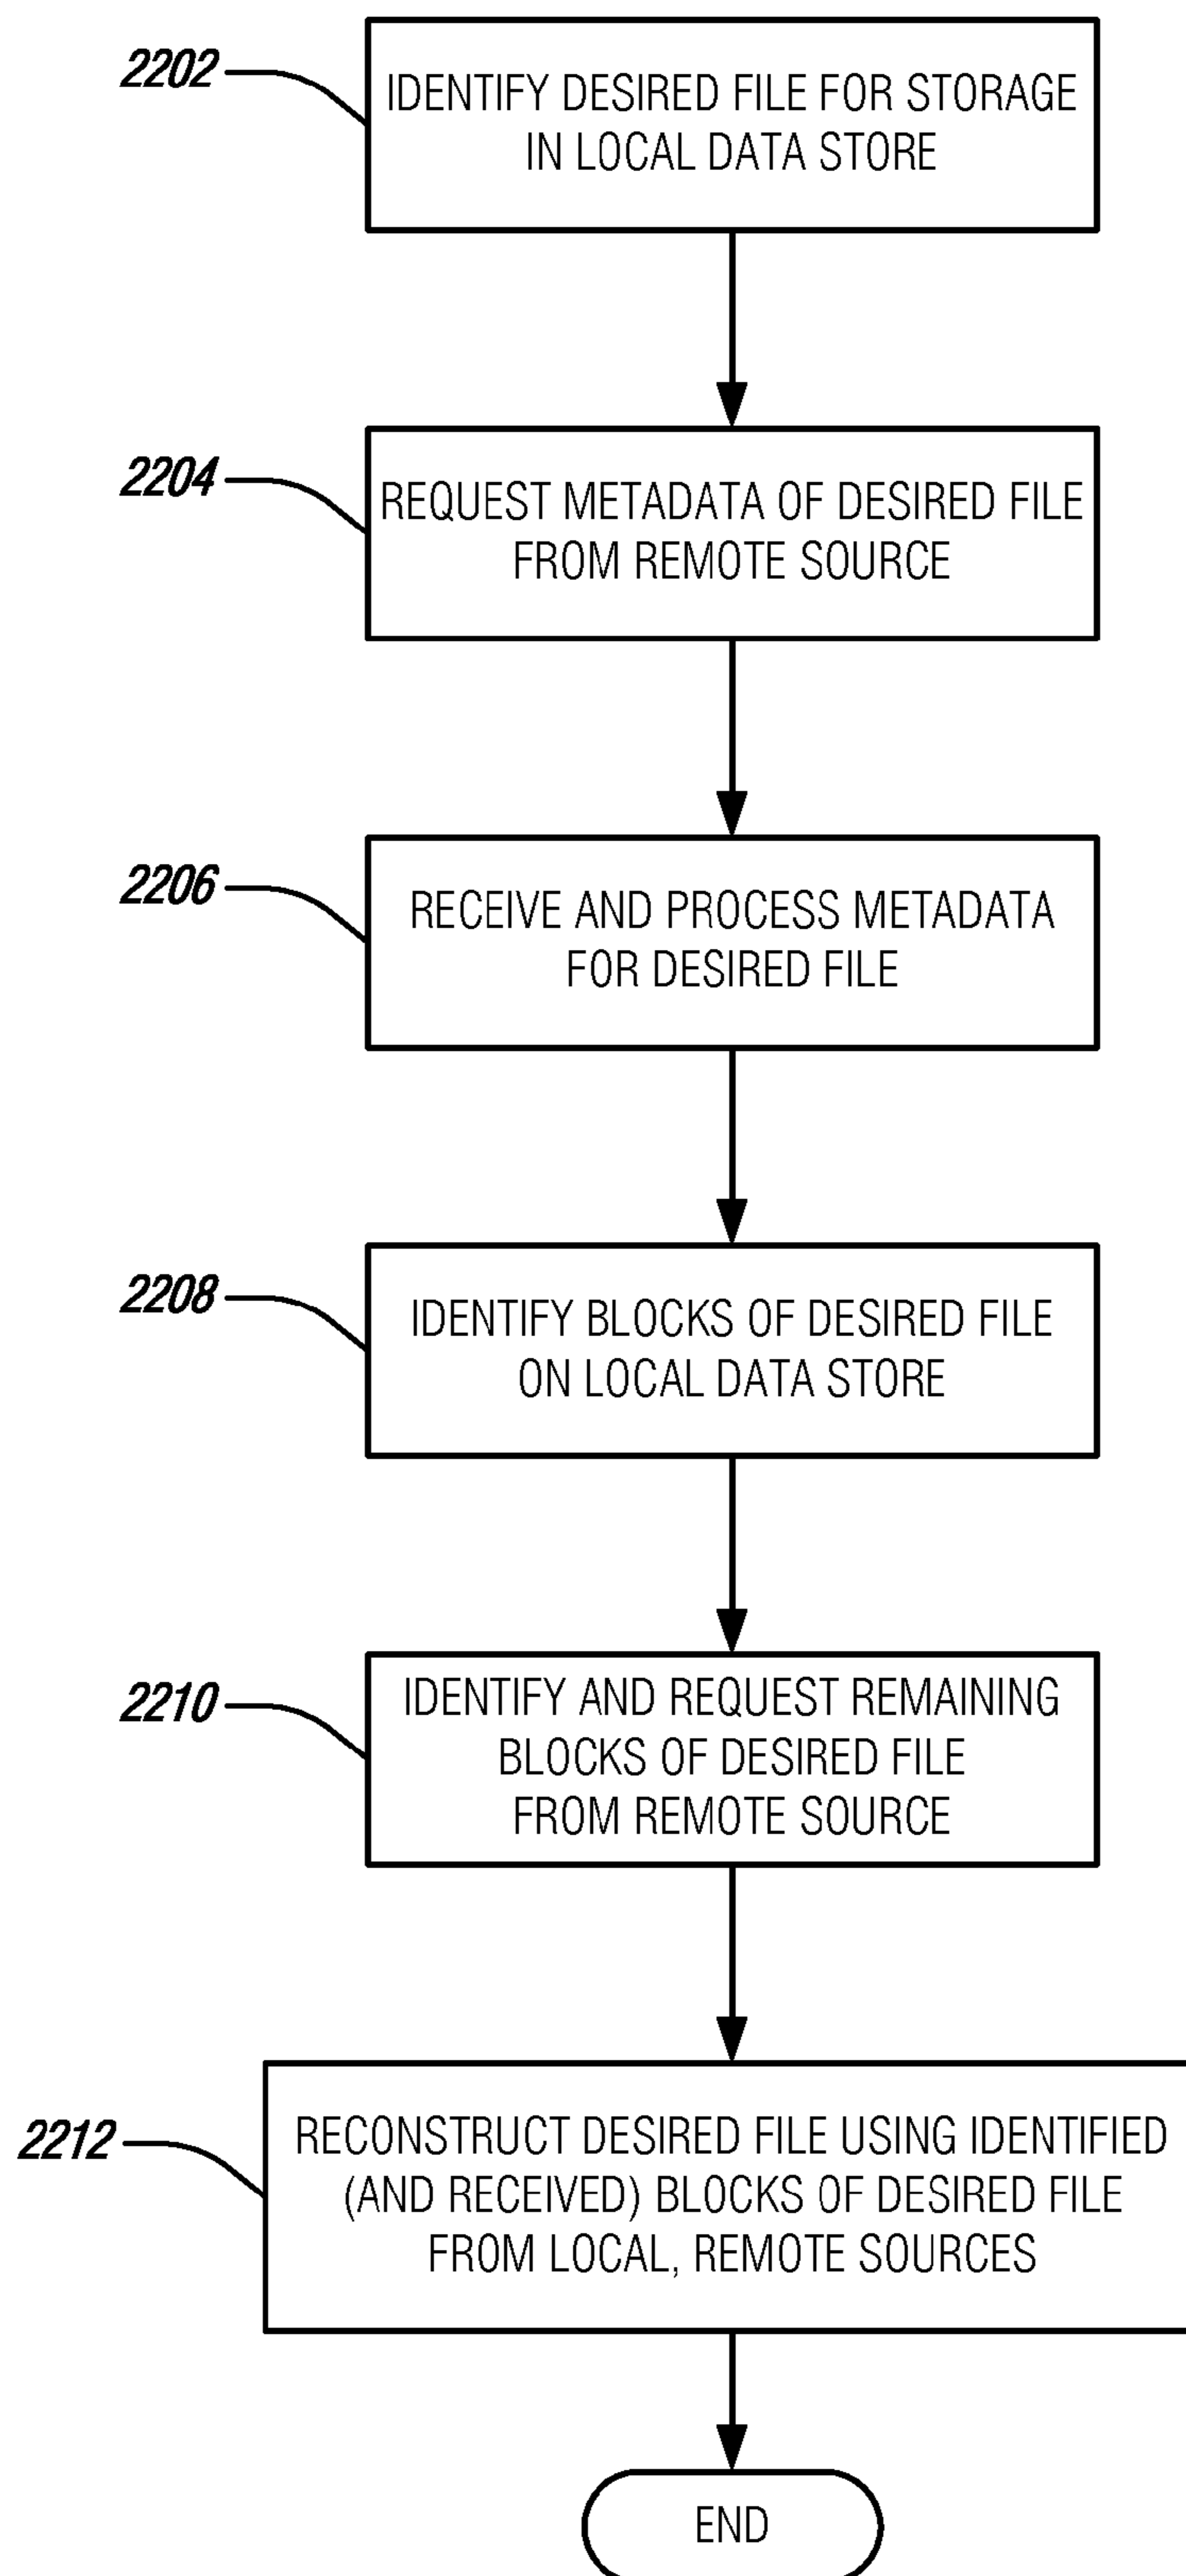 2202
IDENTIFY DESIRED FILE FOR STORAGE
IN LOCAL DATA STORE
2204
REQUEST METADATA OF DESIRED FILE
FROM REMOTE SOURCE
2206
RECEIVE AND PROCESS METADATA
FOR DESIRED FILE
2208
IDENTIFY BLOCKS OF DESIRED FILE
ON LOCAL DATA STORE
2210
IDENTIFY AND REQUEST REMAINING
BLOCKS OF DESIRED FILE
FROM REMOTE SOURCE
2212
RECONSTRUCT DESIRED FILE USING IDENTIFIED
(AND RECEIVED) BLOCKS OF DESIRED FILE
FROM LOCAL, REMOTE SOURCES
END